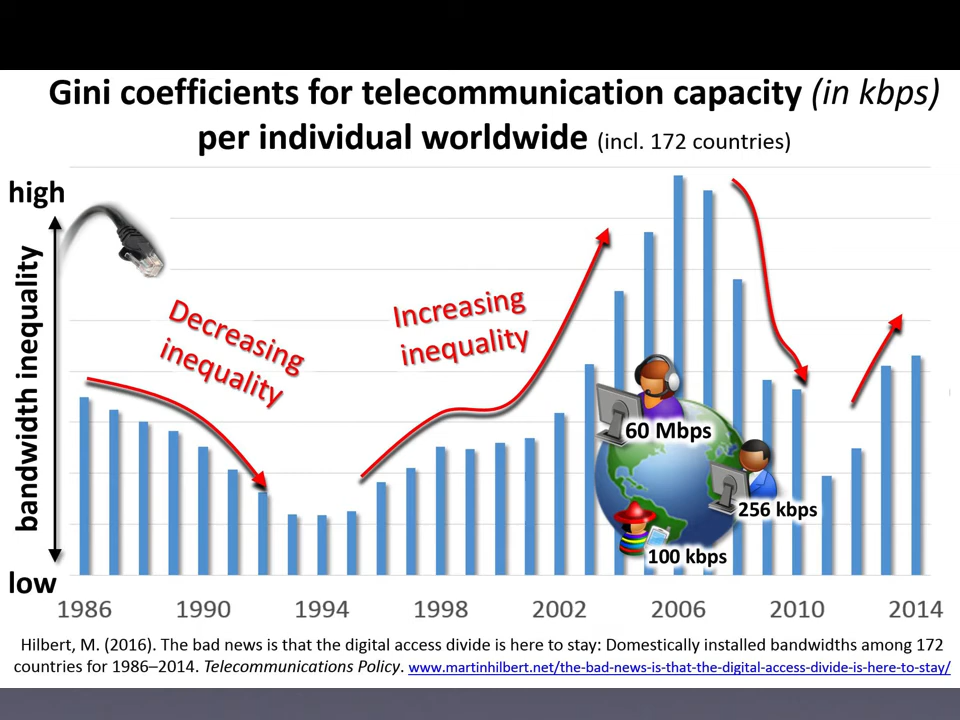 Gini coefficients for telecommunication capacity (in kbps)
per individual worldwide (incl. 172 countries)
high
bandwidth inequality
low
Decreasing
inequality
Increasing
inequality
60 Mbps
256 kbps
100 kbps
1986 1990 1994 1998 2002 2006 2010 2014
Hilbert, M. (2016). The bad news is that the digital access divide is here to stay: Domestically installed bandwidths among 172
countries for 1986–2014. Telecommunications Policy. www.martinhilbert.net/the-bad-news-is-that-the-digital-access-divide-is-here-to-stay/